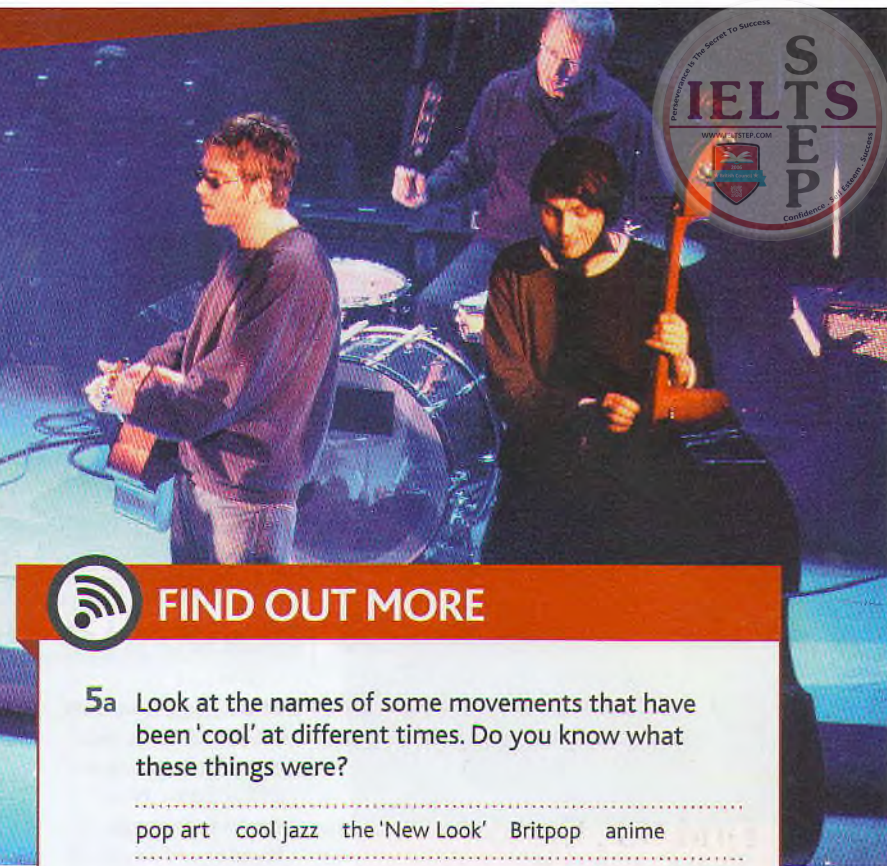 Perseverance Is The Secret To Success
S
IELTS
WWW.IELTSTEP.COM
E
P
Confidence . Self Esteem . Success
FIND OUT MORE
5a Look at the names of some movements that have
been 'cool' at different times. Do you know what
these things were?
pop art cool jazz the 'New Look' Britpop anime